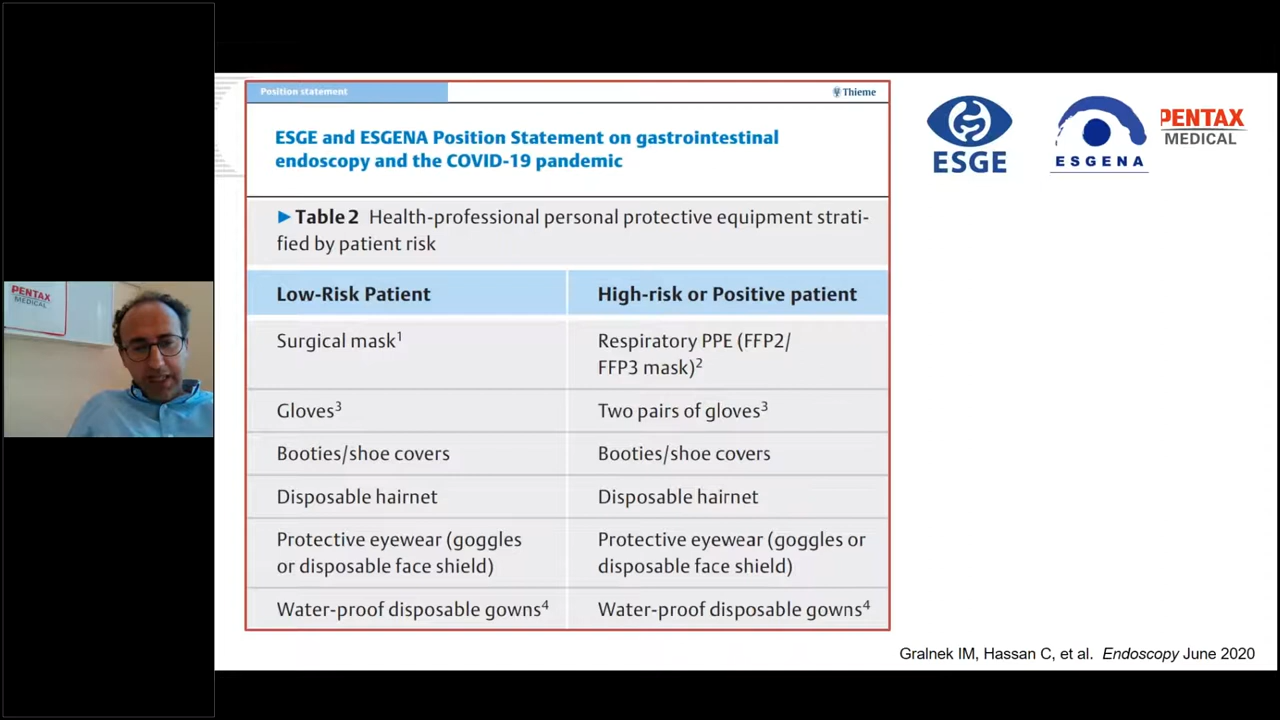 Position statement
Thieme
ESGE and ESGENA Position Statement on gastrointestinal
endoscopy and the COVID-19 pandemic
▶ Table 2 Health-professional personal protective equipment strati-
fied by patient risk
Low-Risk Patient
High-risk or Positive patient
Surgical mask¹
Respiratory PPE (FFP2/
FFP3 mask)²
Gloves³
Two pairs of gloves³
Booties/shoe covers
Booties/shoe covers
Disposable hairnet
Disposable hairnet
Protective eyewear (goggles
or disposable face shield)
Protective eyewear (goggles or
disposable face shield)
Water-proof disposable gowns⁴
Water-proof disposable gowns⁴
ESGE
ESGENA
PENTAX
MEDICAL
Gralnek IM, Hassan C, et al. Endoscopy June 2020
PENTAX
MEDICAL